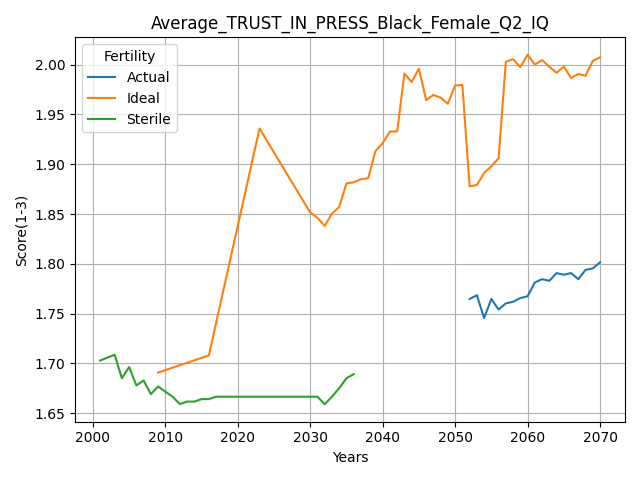 Average_TRUST_IN_PRESS_Black_Female_Q2_IQ
Fertility
Actual
Ideal
Sterile
Score(1-3)
2.00
1.95
1.90
1.85
1.80
1.75
1.70
1.65
2000 2010 2020 2030 2040 2050 2060 2070
Years